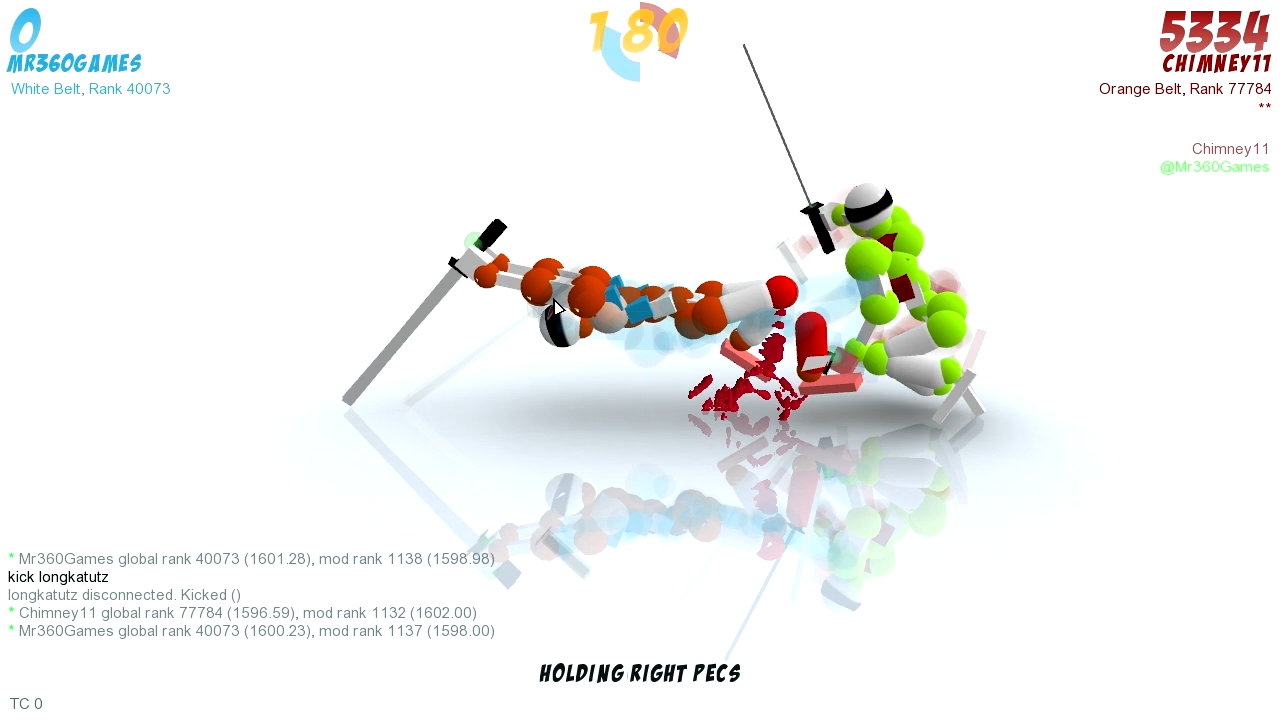 0
MR360GAMES
White Belt, Rank 40073
180
5334
CHIMNEY11
Orange Belt, Rank 77784
**
Chimney11
@Mr360Games
* Mr360Games global rank 40073 (1601.28), mod rank 1138 (1598.98)
kick longkatutz
longkatutz disconnected. Kicked ()
* Chimney11 global rank 77784 (1596.59), mod rank 1132 (1602.00)
* Mr360Games global rank 40073 (1600.23), mod rank 1137 (1598.00)
HOLDING RIGHT PECS
TC 0